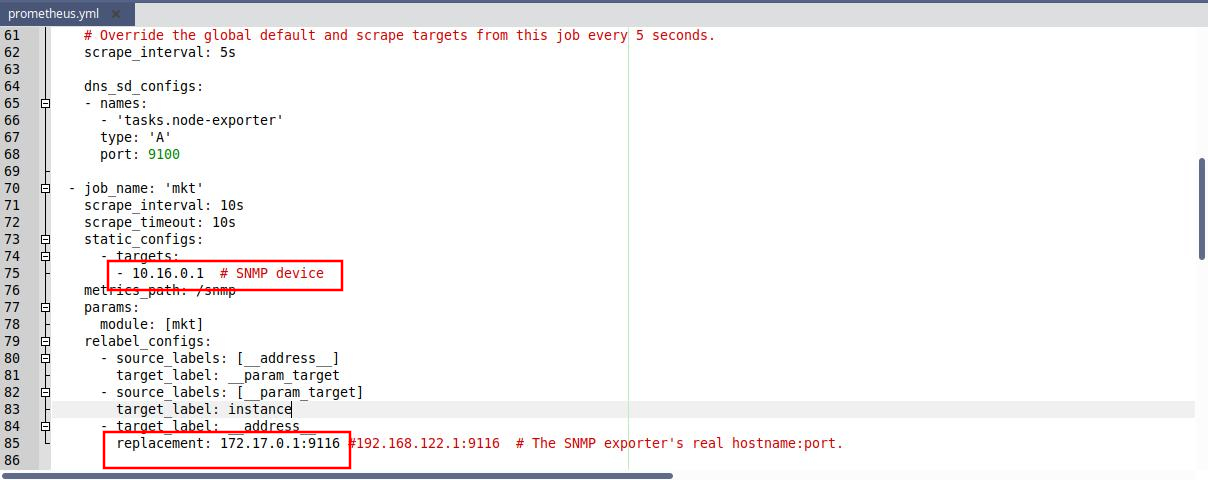 prometheus.yml ×
61 # Override the global default and scrape targets from this job every 5 seconds.
62 scrape_interval: 5s
63
64 dns_sd_configs:
65 - names:
66 - 'tasks.node-exporter'
67 type: 'A'
68 port: 9100
69
70 - job_name: 'mkt'
71 scrape_interval: 10s
72 scrape_timeout: 10s
73 static_configs:
74 - targets:
75 - 10.16.0.1 # SNMP device
76 metrics_path: /snmp
77 params:
78 module: [mkt]
79 relabel_configs:
80 - source_labels: [__address__]
81 target_label: __param_target
82 - source_labels: [__param_target]
83 target_label: instance
84 - target_label: __address__
85 replacement: 172.17.0.1:9116 #192.168.122.1:9116 # The SNMP exporter's real hostname:port.
86